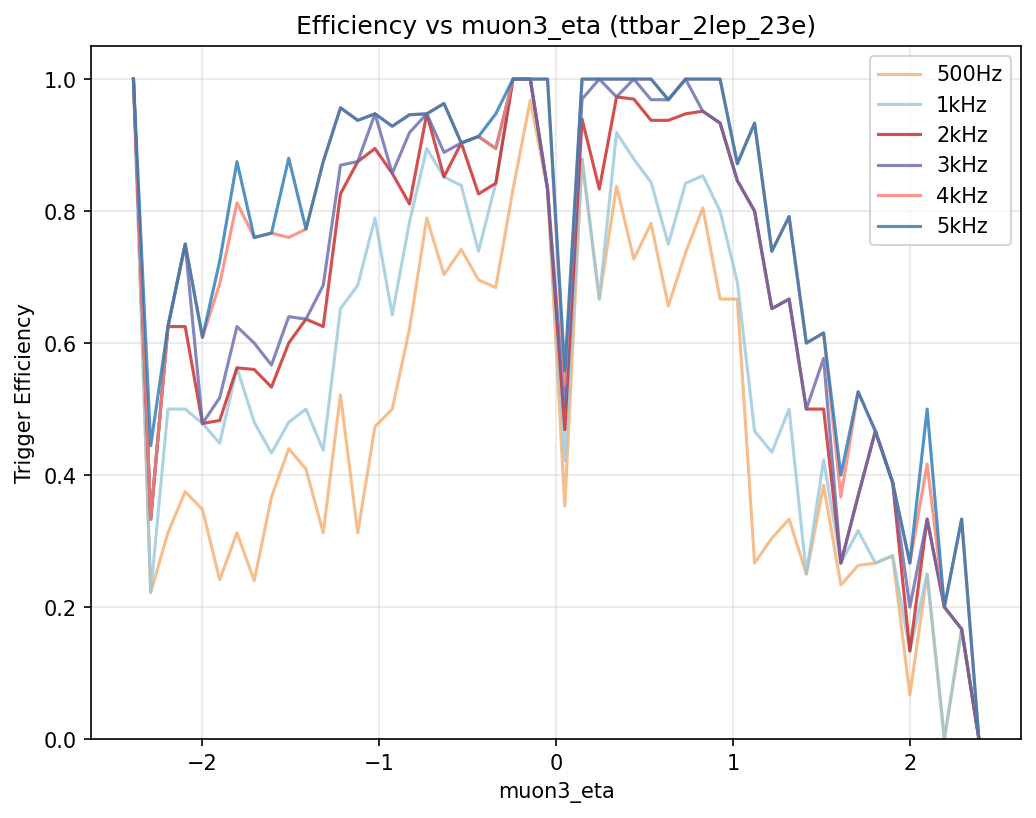 Efficiency vs muon3_eta (ttbar_2lep_23e)
500Hz
1kHz
2kHz
3kHz
4kHz
5kHz
Trigger Efficiency
1.0
0.8
0.6
0.4
0.2
0.0
−2
−1
0
1
2
muon3_eta